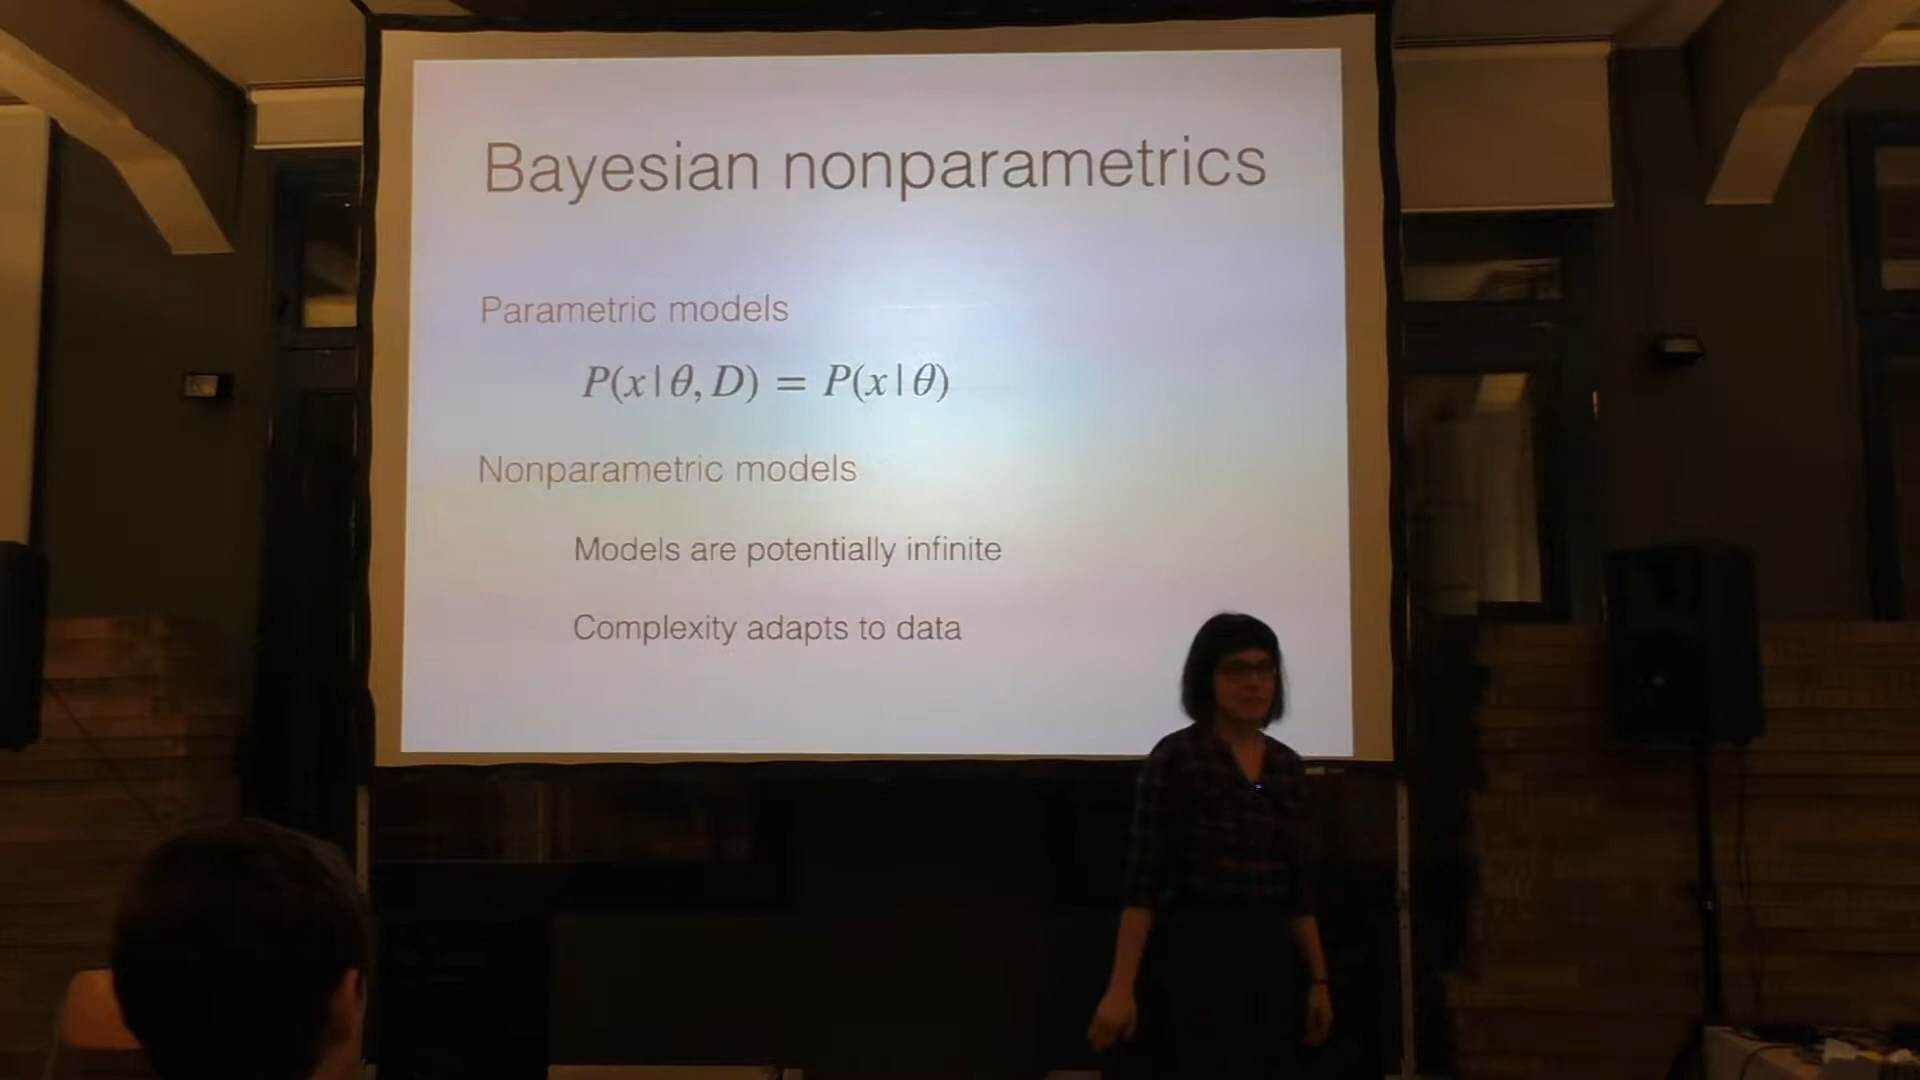 Bayesian nonparametrics
Parametric models
P(x | θ, D) = P(x | θ)
Nonparametric models
Models are potentially infinite
Complexity adapts to data